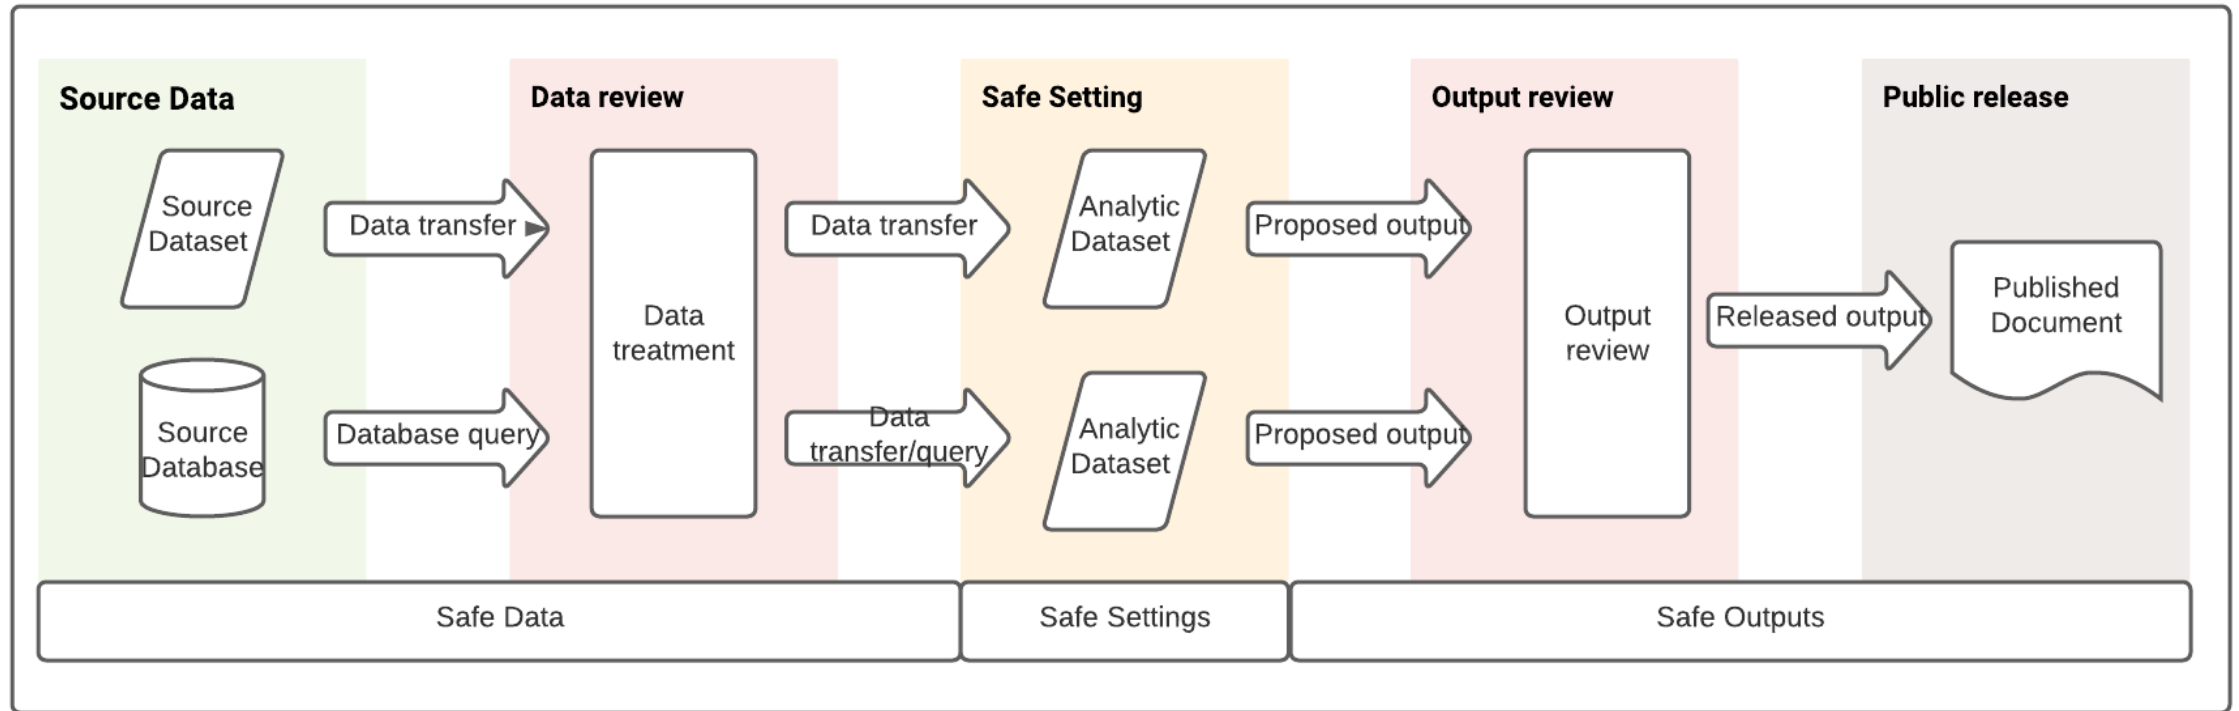 Source Data
Data review
Safe Setting
Output review
Public release
Source
Dataset
Data transfer
Data transfer
Analytic
Dataset
Proposed output
Data
treatment
Output
review
Released output
Published
Document
Source
Database
Database query
Data
transfer/query
Analytic
Dataset
Proposed output
Safe Data
Safe Settings
Safe Outputs